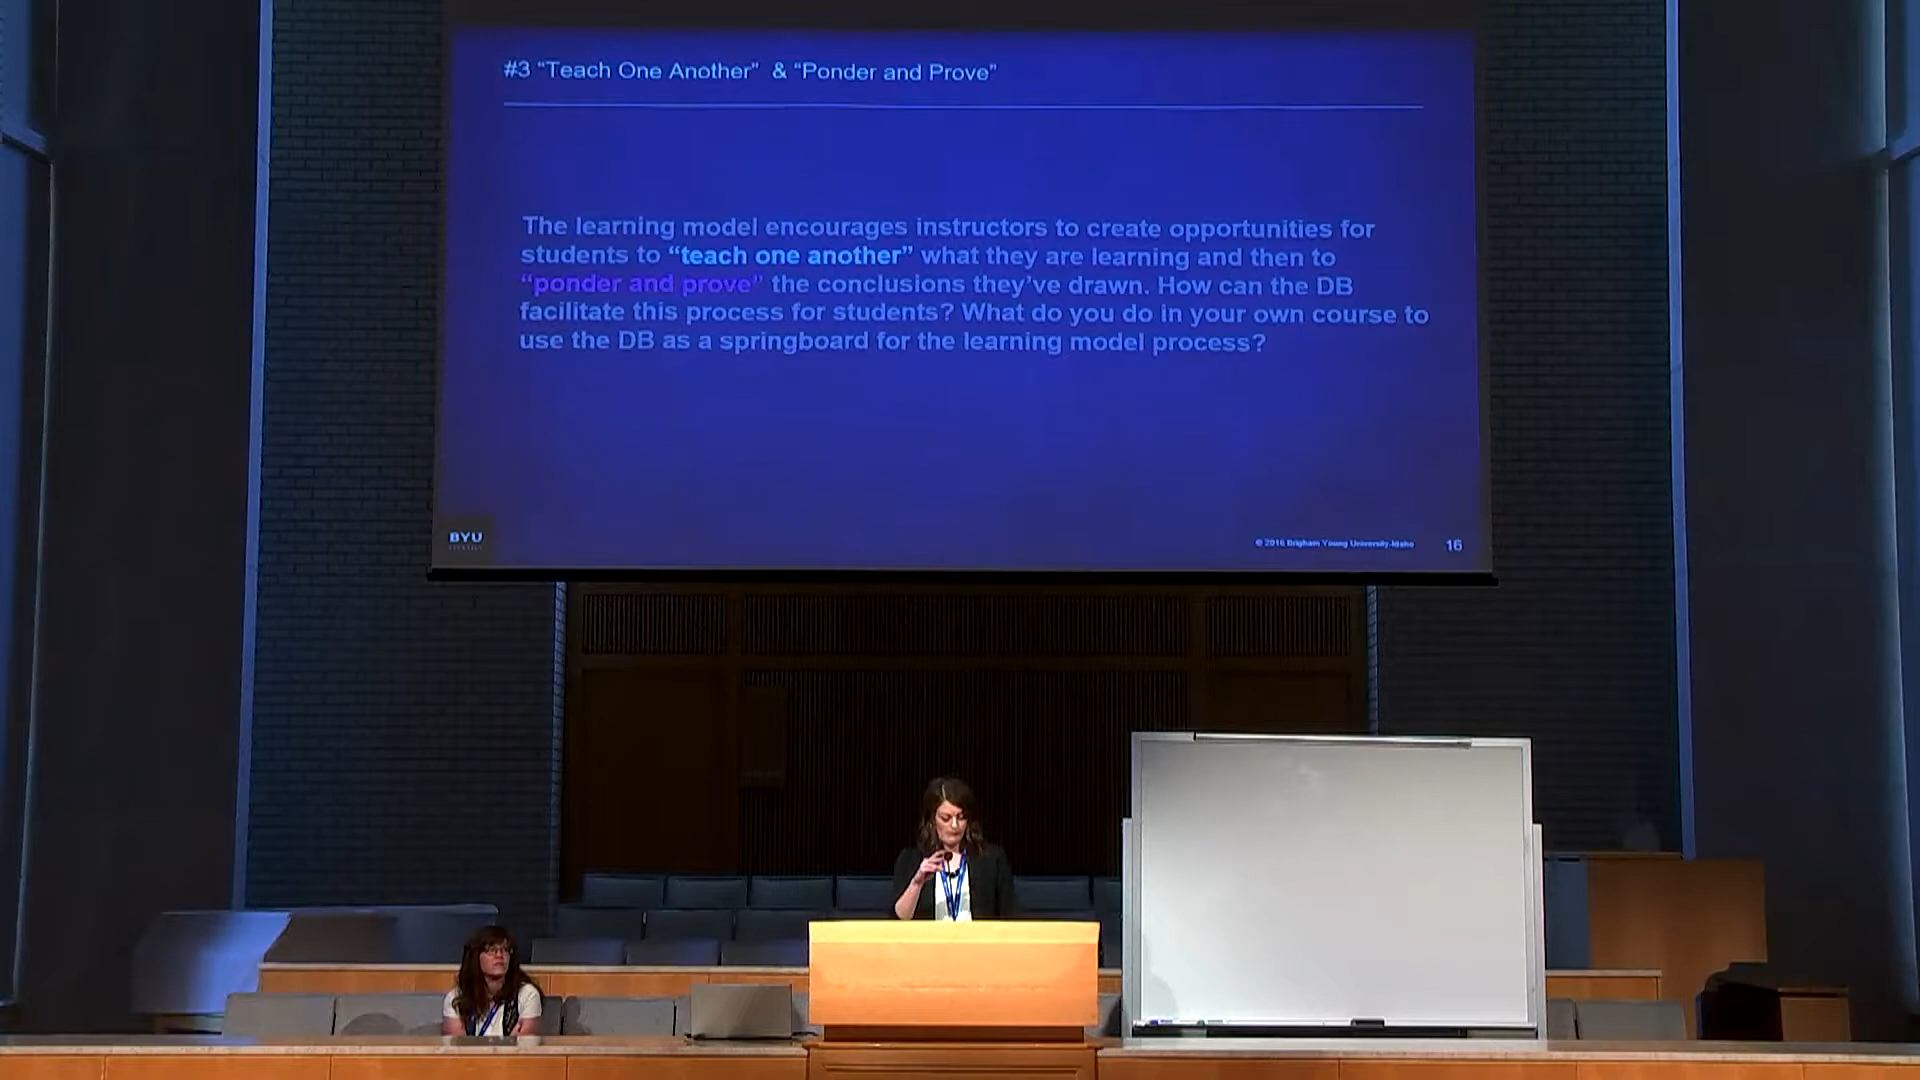 #3 “Teach One Another” & “Ponder and Prove”
The learning model encourages instructors to create opportunities for
students to “teach one another” what they are learning and then to
“ponder and prove” the conclusions they’ve drawn. How can the DB
facilitate this process for students? What do you do in your own course to
use the DB as a springboard for the learning model process?
BYU
© 2016 Brigham Young University-Idaho
16